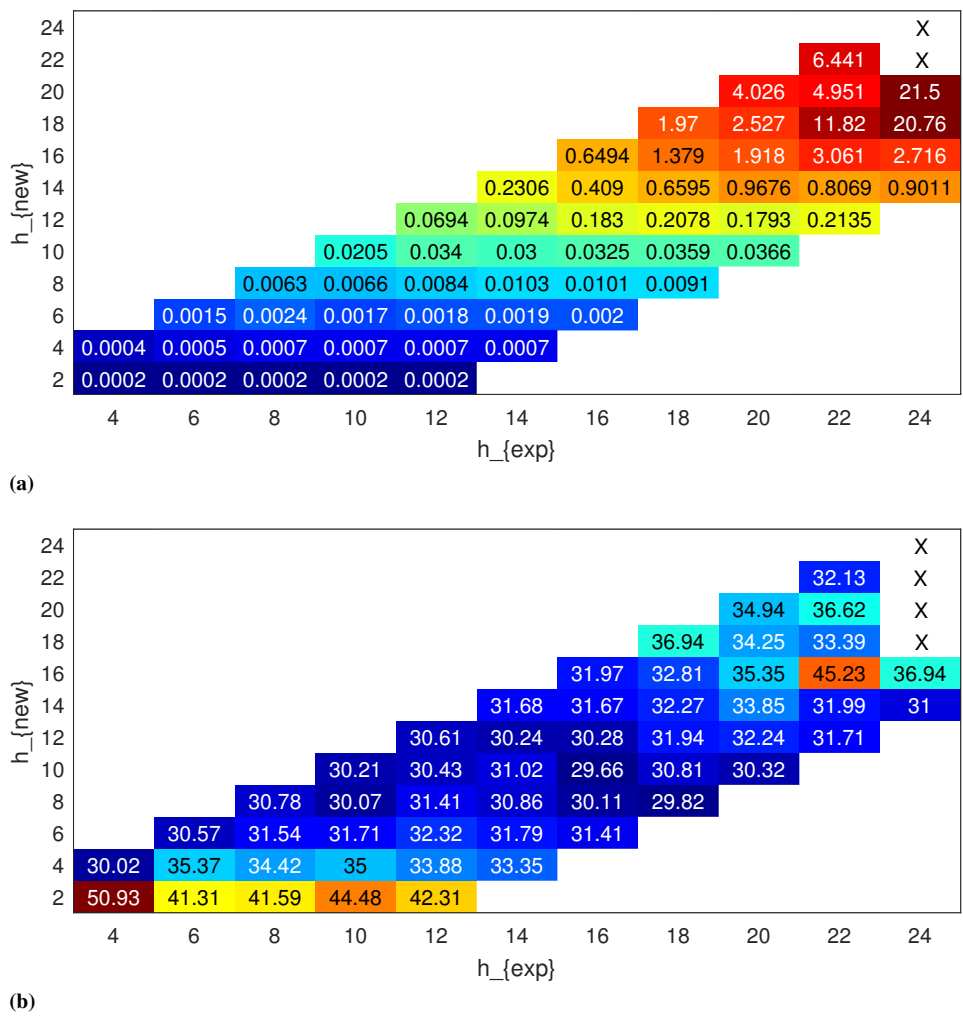 24 X
22 6.441 X
20 4.026 4.951 21.5
18 1.97 2.527 11.82 20.76
16 0.6494 1.379 1.918 3.061 2.716
14 0.2306 0.409 0.6595 0.9676 0.8069 0.9011
12 0.0694 0.0974 0.183 0.2078 0.1793 0.2135
10 0.0205 0.034 0.03 0.0325 0.0359 0.0366
8 0.0063 0.0066 0.0084 0.0103 0.0101 0.0091
6 0.0015 0.0024 0.0017 0.0018 0.0019 0.002
4 0.0004 0.0005 0.0007 0.0007 0.0007 0.0007
2 0.0002 0.0002 0.0002 0.0002 0.0002
h_{new}
4 6 8 10 12 14 16 18 20 22 24
h_{exp}
(a)
24 X
22 32.13 X
20 34.94 36.62 X
18 36.94 34.25 33.39 X
16 31.97 32.81 35.35 45.23 36.94
14 31.68 31.67 32.27 33.85 31.99 31
12 30.61 30.24 30.28 31.94 32.24 31.71
10 30.21 30.43 31.02 29.66 30.81 30.32
8 30.78 30.07 31.41 30.86 30.11 29.82
6 30.57 31.54 31.71 32.32 31.79 31.41
4 30.02 35.37 34.42 35 33.88 33.35
2 50.93 41.31 41.59 44.48 42.31
h_{new}
4 6 8 10 12 14 16 18 20 22 24
h_{exp}
(b)